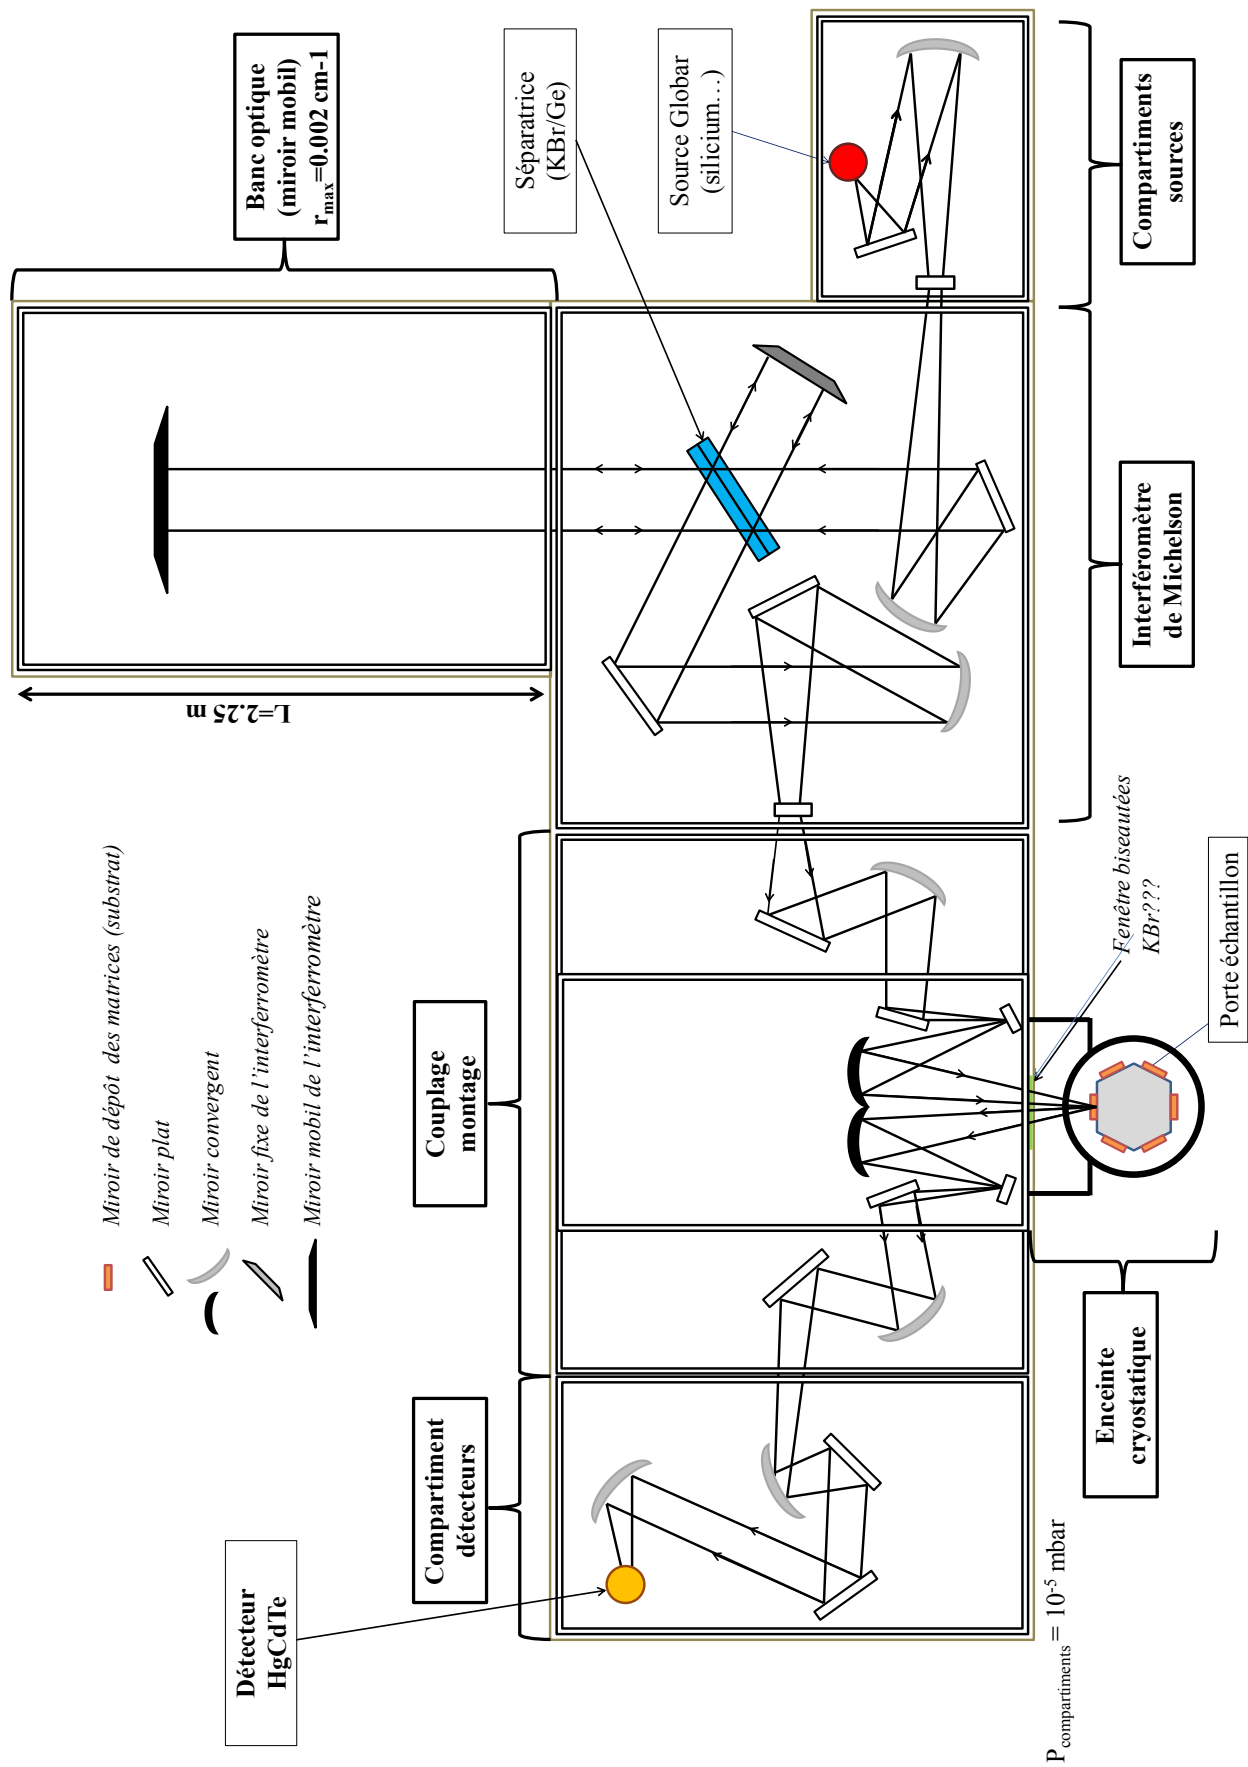 Détecteur
HgCdTe
Compartiment
détecteurs
Couplage
montage
Miroir de dépôt des matrices (substrat)
Miroir plat
Miroir convergent
Miroir fixe de l'interferromètre
Miroir mobil de l'interferromètre
L=2.25 m
Banc optique
(miroir mobil)
rmax=0.002 cm-1
Séparatrice
(KBr/Ge)
Source Globar
(silicium…)
P compartiments = 10-5 mbar
Enceinte
cryostatique
Fenêtre biseautées
KBr???
Porte échantillon
Interféromètre
de Michelson
Compartiments
sources